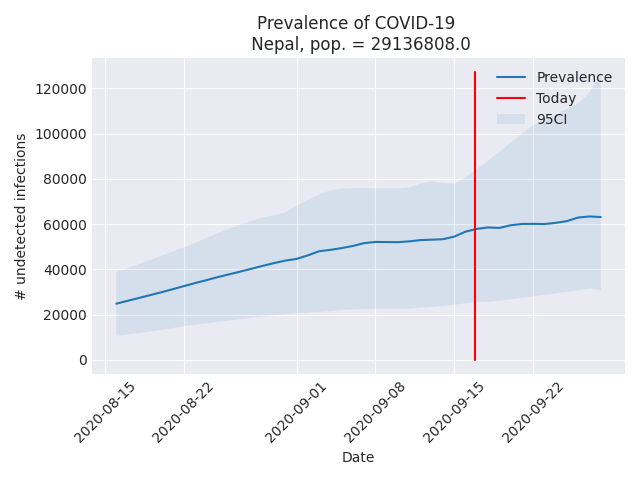 Prevalence of COVID-19
Nepal, pop. = 29136808.0
Prevalence
Today
95CI
# undetected infections
120000
100000
80000
60000
40000
20000
0
2020-08-15
2020-08-22
2020-09-01
2020-09-08
2020-09-15
2020-09-22
Date